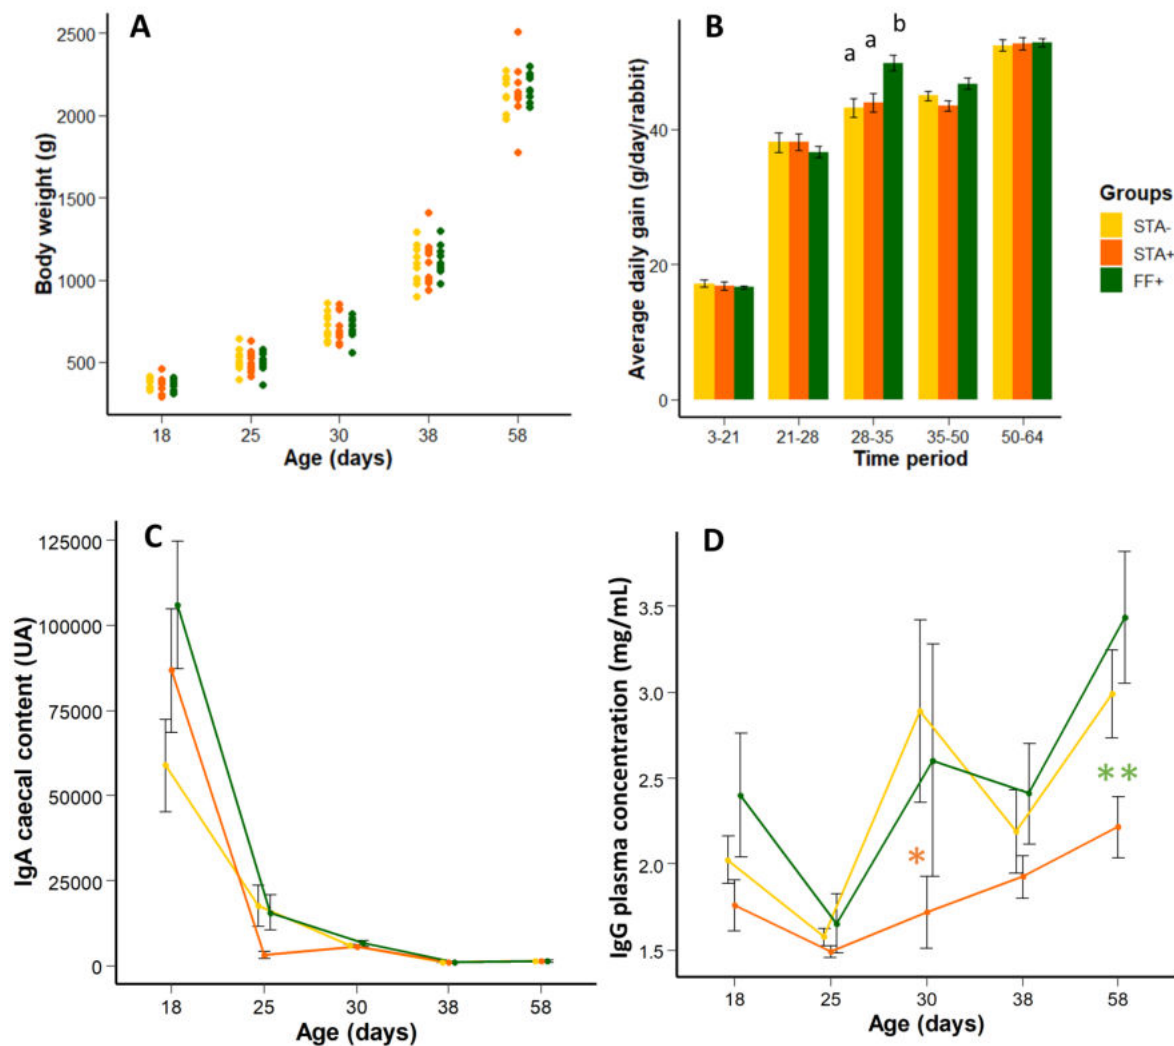 A
Body weight (g)
2500
2000
1500
1000
500
18 25 30 38 58
Age (days)
B
a a b
Average daily gain (g/day/rabbit)
40
20
0
3-21 21-28 28-35 35-50 50-64
Time period
Groups
STA-
STA+
FF+
C
IgA caecal content (UA)
125000
100000
75000
50000
25000
0
18 25 30 38 58
Age (days)
D
IgG plasma concentration (mg/mL)
3.5
3.0
2.5
2.0
1.5
*
**
18 25 30 38 58
Age (days)